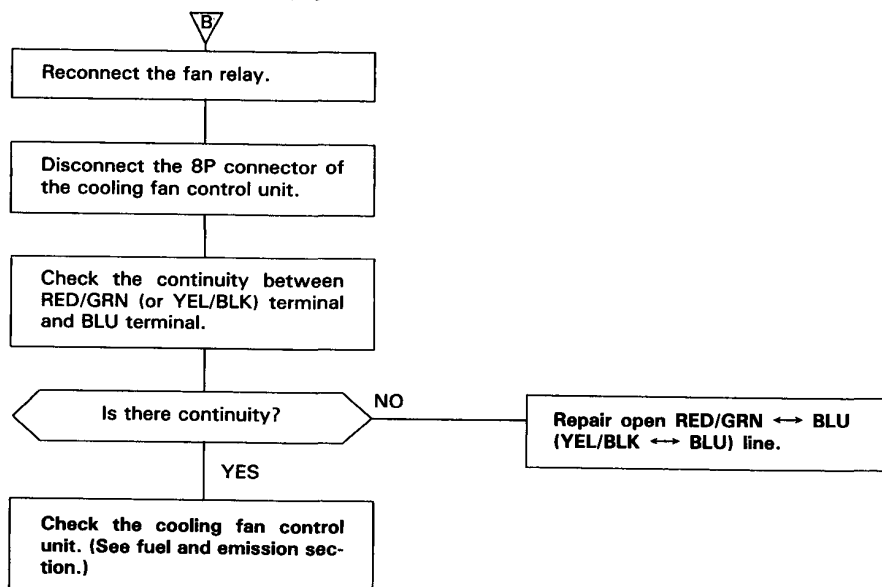 B
Reconnect the fan relay.
Disconnect the 8P connector of
the cooling fan control unit.
Check the continuity between
RED/GRN (or YEL/BLK) terminal
and BLU terminal.
Is there continuity?
NO
Repair open RED/GRN ↔ BLU
(YEL/BLK ↔ BLU) line.
YES
Check the cooling fan control
unit. (See fuel and emission sec-
tion.)